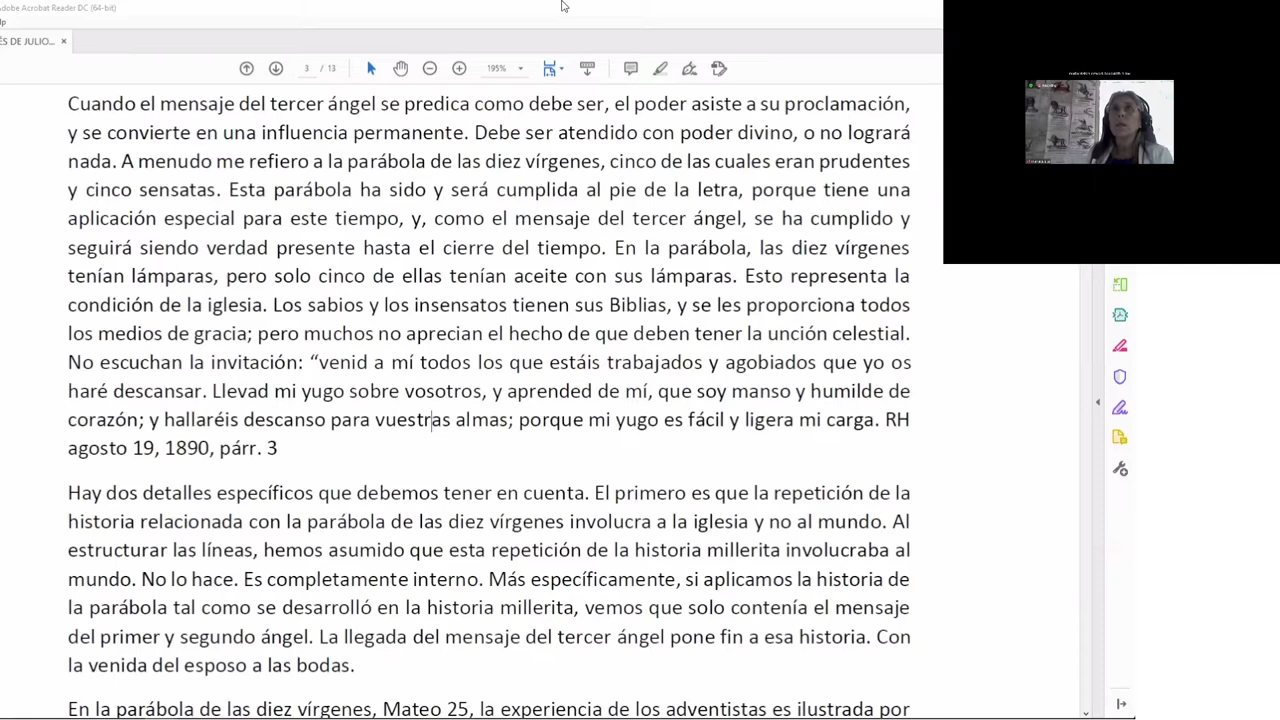 Adobe Acrobat Reader DC (64-bit)
lp
ÉS DE JULIO...
3 / 13
195%
Cuando el mensaje del tercer ángel se predica como debe ser, el poder asiste a su proclamación,
y se convierte en una influencia permanente. Debe ser atendido con poder divino, o no logrará
nada. A menudo me refiero a la parábola de las diez vírgenes, cinco de las cuales eran prudentes
y cinco sensatas. Esta parábola ha sido y será cumplida al pie de la letra, porque tiene una
aplicación especial para este tiempo, y, como el mensaje del tercer ángel, se ha cumplido y
seguirá siendo verdad presente hasta el cierre del tiempo. En la parábola, las diez vírgenes
tenían lámparas, pero solo cinco de ellas tenían aceite con sus lámparas. Esto representa la
condición de la iglesia. Los sabios y los insensatos tienen sus Biblias, y se les proporciona todos
los medios de gracia; pero muchos no aprecian el hecho de que deben tener la unción celestial.
No escuchan la invitación: “venid a mí todos los que estáis trabajados y agobiados que yo os
haré descansar. Llevad mi yugo sobre vosotros, y aprended de mí, que soy manso y humilde de
corazón; y hallaréis descanso para vuestras almas; porque mi yugo es fácil y ligera mi carga. RH
agosto 19, 1890, párr. 3
Hay dos detalles específicos que debemos tener en cuenta. El primero es que la repetición de la
historia relacionada con la parábola de las diez vírgenes involucra a la iglesia y no al mundo. Al
estructurar las líneas, hemos asumido que esta repetición de la historia millerita involucraba al
mundo. No lo hace. Es completamente interno. Más específicamente, si aplicamos la historia de
la parábola tal como se desarrolló en la historia millerita, vemos que solo contenía el mensaje
del primer y segundo ángel. La llegada del mensaje del tercer ángel pone fin a esa historia. Con
la venida del esposo a las bodas.
En la parábola de las diez vírgenes, Mateo 25, la experiencia de los adventistas es ilustrada por